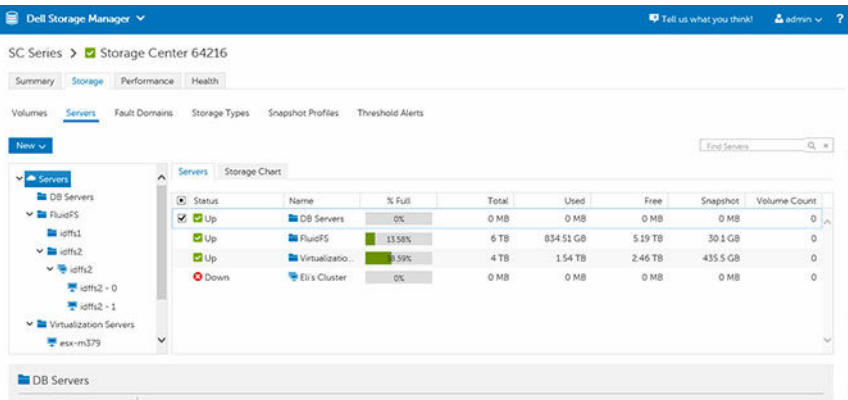 Dell Storage Manager
Tell us what you think!
admin
?
SC Series > Storage Center 64216
Summary Storage Performance Health
Volumes Servers Fault Domains Storage Types Snapshot Profiles Threshold Alerts
New
Find Servers
Servers
DB Servers
FluidFS
idffs1
idffs2
idffs2
idffs2 - 0
idffs2 - 1
Virtualization Servers
esx-m379
Servers Storage Chart
Status Name % Full Total Used Free Snapshot Volume Count
Up DB Servers 0% 0 MB 0 MB 0 MB 0 MB 0
Up FluidFS 13.58% 6 TB 834.51 GB 5.19 TB 30.1 GB 0
Up Virtualizatio... 38.59% 4 TB 1.54 TB 2.46 TB 435.5 GB 0
Down Eli's Cluster 0% 0 MB 0 MB 0 MB 0 MB 0
DB Servers